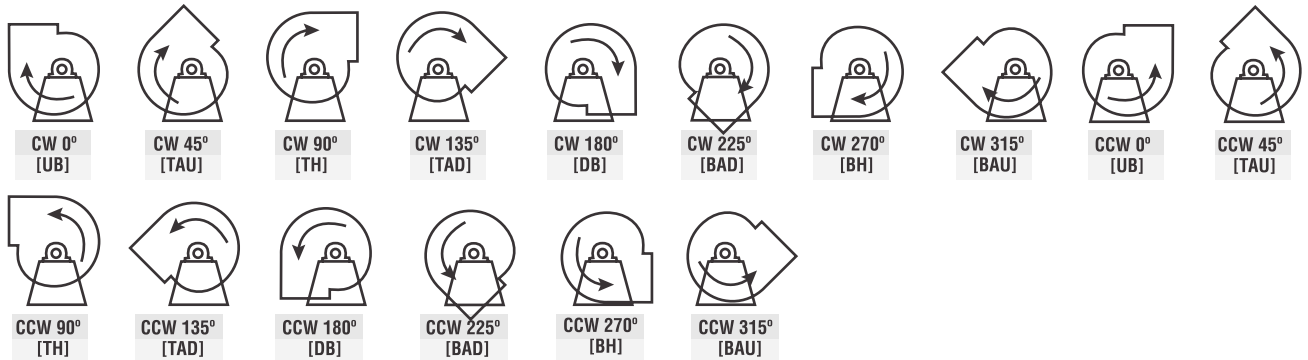 CW 0º
[UB]
CW 45º
[TAU]
CW 90º
[TH]
CW 135º
[TAD]
CW 180º
[DB]
CW 225º
[BAD]
CW 270º
[BH]
CW 315º
[BAU]
CCW 0º
[UB]
CCW 45º
[TAU]
CCW 90º
[TH]
CCW 135º
[TAD]
CCW 180º
[DB]
CCW 225º
[BAD]
CCW 270º
[BH]
CCW 315º
[BAU]